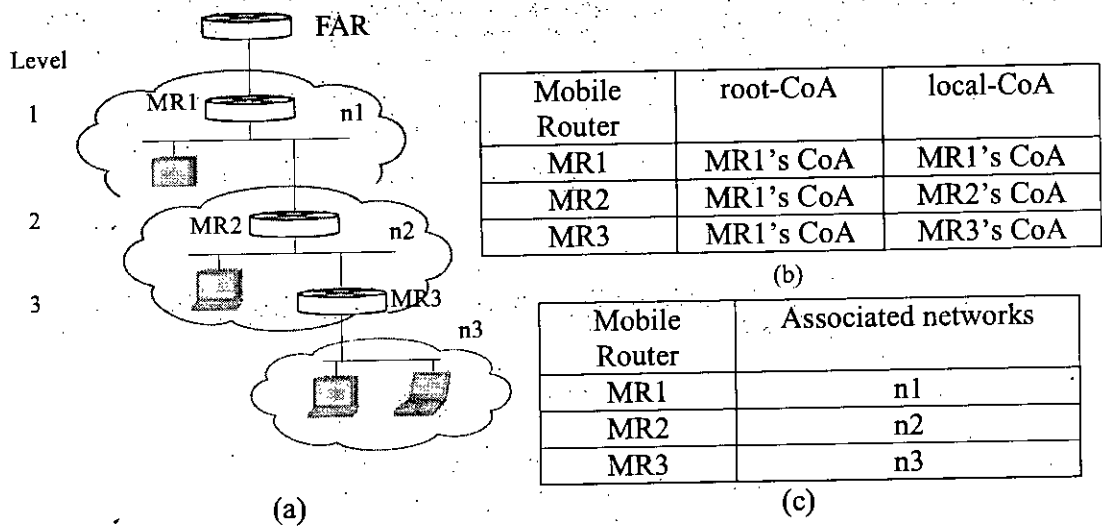 FAR
Level
1
MR1
n1
2
MR2
n2
3
MR3
n3
(a)
Mobile Router | root-CoA | local-CoA
MR1 | MR1's CoA | MR1's CoA
MR2 | MR1's CoA | MR2's CoA
MR3 | MR1's CoA | MR3's CoA
(b)
Mobile Router | Associated networks
MR1 | n1
MR2 | n2
MR3 | n3
(c)